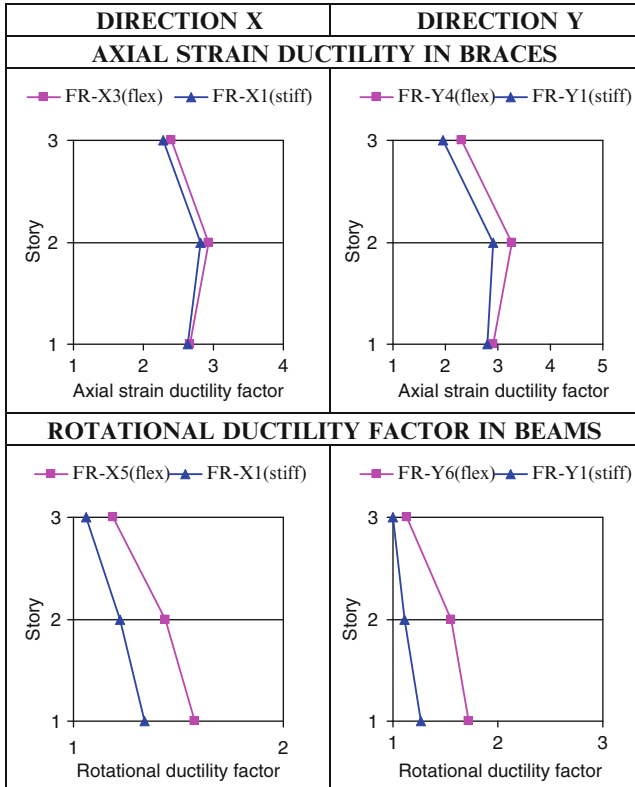 DIRECTION X DIRECTION Y
AXIAL STRAIN DUCTILITY IN BRACES
FR-X3(flex) FR-X1(stiff) FR-Y4(flex) FR-Y1(stiff)
3 3
Story 2 Story 2
1 1
1 2 3 4 1 2 3 4 5
Axial strain ductility factor Axial strain ductility factor
ROTATIONAL DUCTILITY FACTOR IN BEAMS
FR-X5(flex) FR-X1(stiff) FR-Y6(flex) FR-Y1(stiff)
3 3
Story 2 Story 2
1 1
1 2 1 2 3
Rotational ductility factor Rotational ductility factor